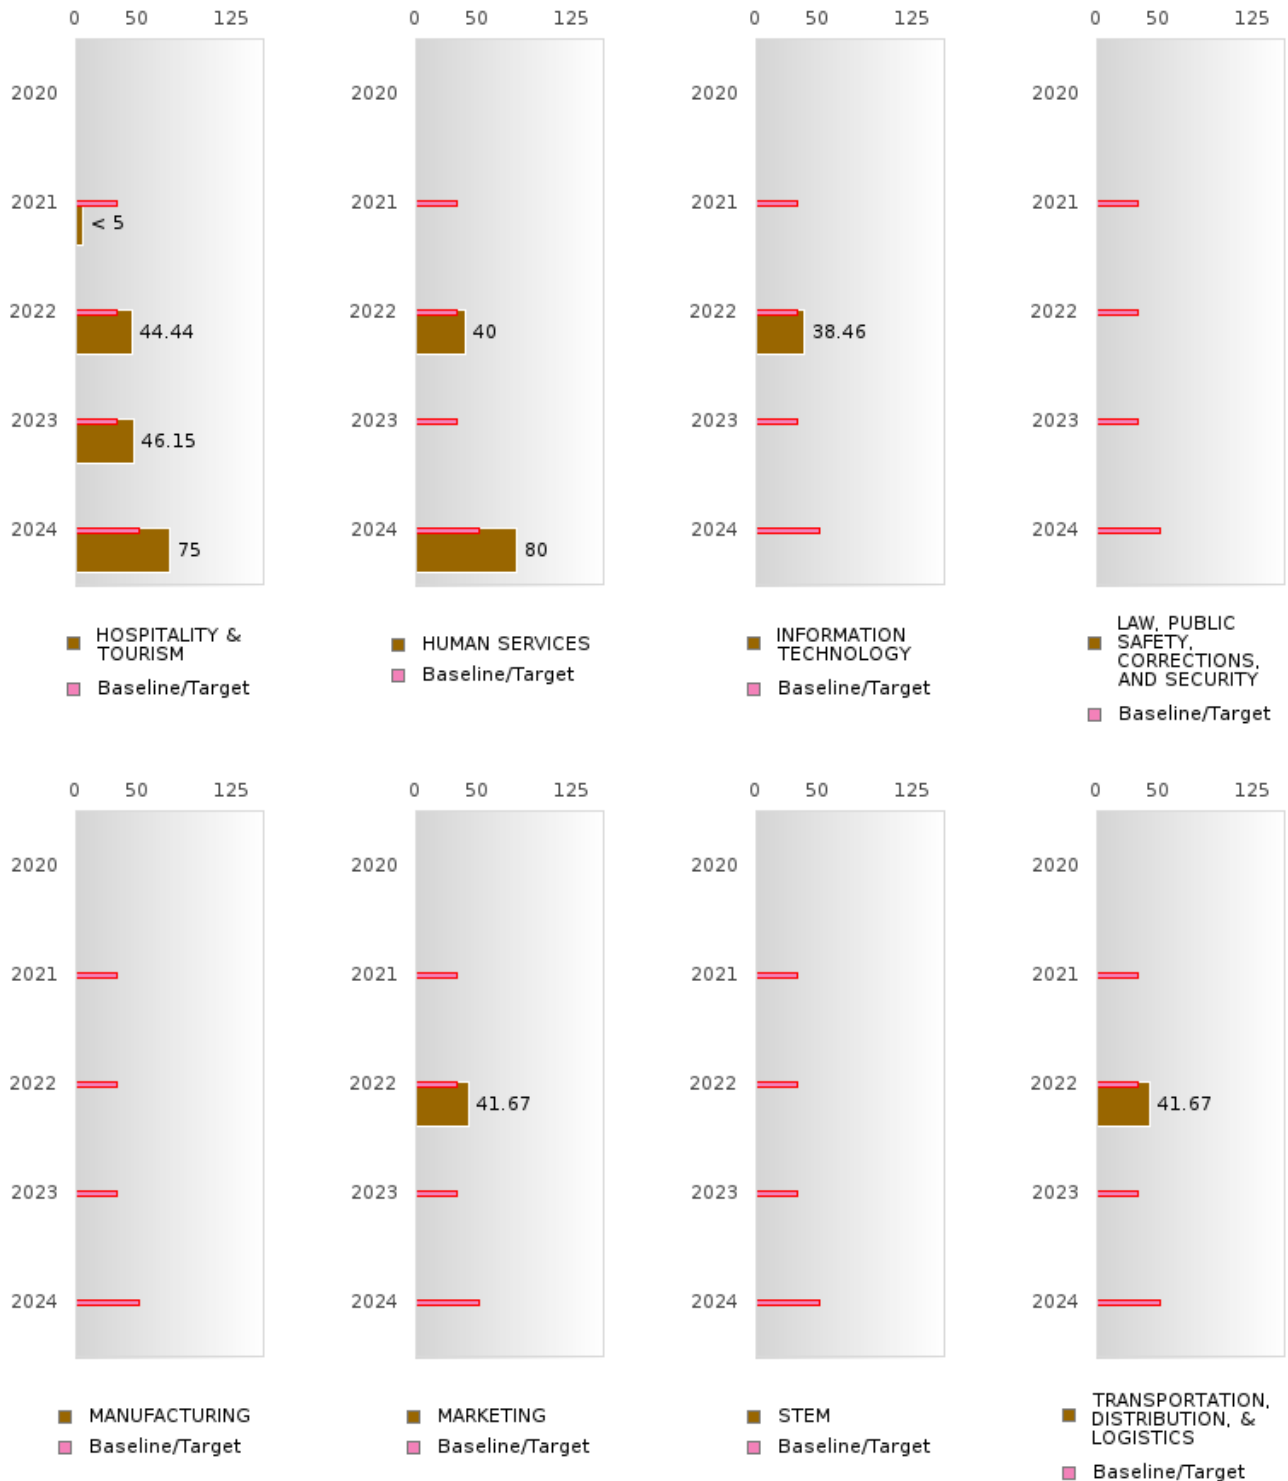 0 50 125 0 50 125 0 50 125 0 50 125
2020 2020 2020 2020
2021 2021 2021 2021
< 5
2022 2022 2022 2022
44.44 40 38.46
2023 2023 2023 2023
46.15
2024 2024 2024 2024
75 80
HOSPITALITY &
TOURISM
Baseline/Target
HUMAN SERVICES
Baseline/Target
INFORMATION
TECHNOLOGY
Baseline/Target
LAW, PUBLIC
SAFETY,
CORRECTIONS,
AND SECURITY
Baseline/Target
0 50 125 0 50 125 0 50 125 0 50 125
2020 2020 2020 2020
2021 2021 2021 2021
2022 2022 2022 2022
41.67 41.67
2023 2023 2023 2023
2024 2024 2024 2024
MANUFACTURING
Baseline/Target
MARKETING
Baseline/Target
STEM
Baseline/Target
TRANSPORTATION,
DISTRIBUTION, &
LOGISTICS
Baseline/Target